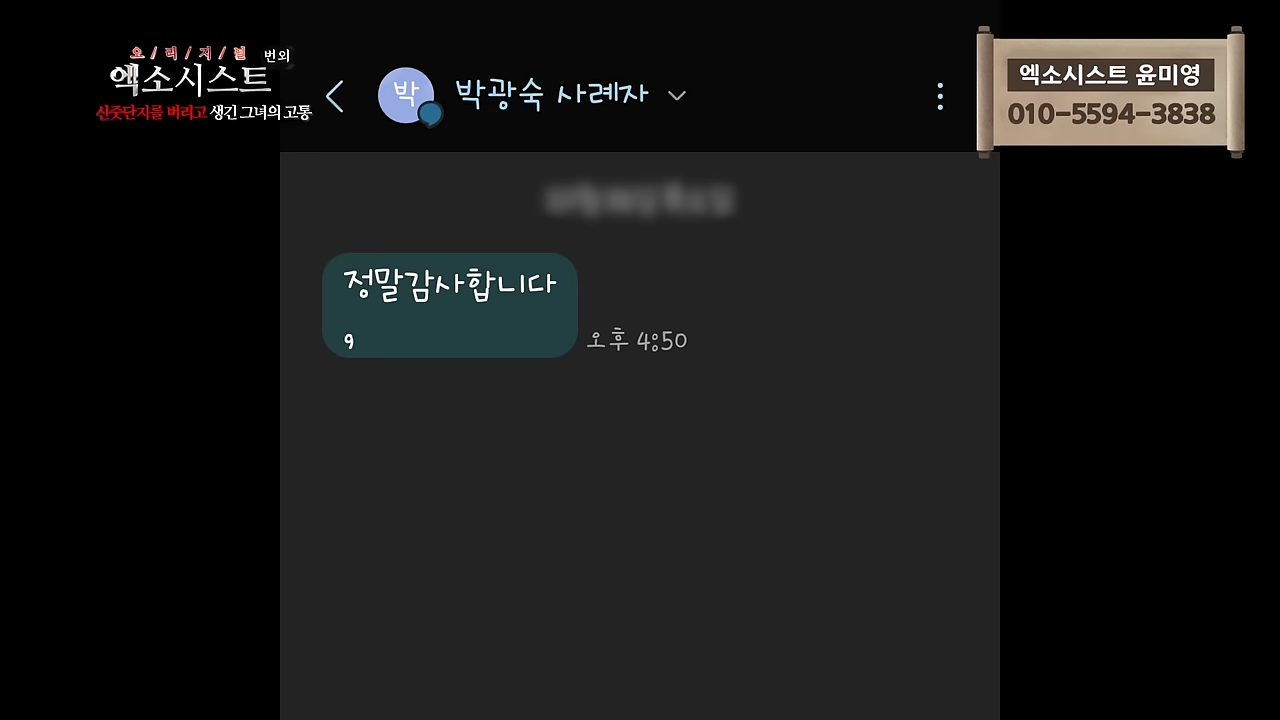 오/리/지/널 번외
엑소시스트
신줏단지를 버리고 생긴 그녀의 고통
박 박광숙 사례자
엑소시스트 윤미영
010-5594-3838
정말감사합니다
9
오후 4:50